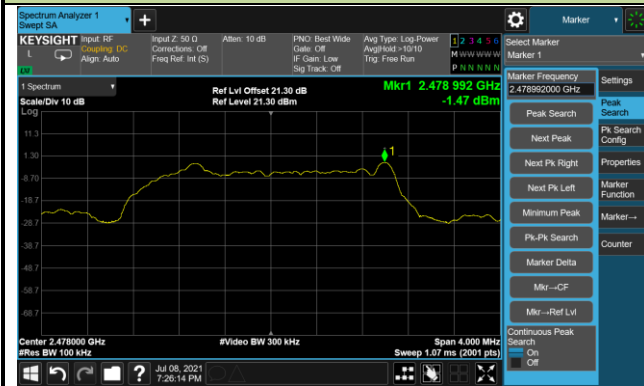 Spectrum Analyzer 1
Swept SA
Marker
KEYSIGHT
Input: RF
Coupling: DC
Align: Auto
Input Z: 50 Ω
Corrections: Off
Freq Ref: Int (S)
Atten: 10 dB
PNO: Best Wide
Gate: Off
IF Gain: Low
Sig Track: Off
Avg Type: Log-Power
Avg|Hold:>10/10
Trig: Free Run
1 2 3 4 5 6
M W W W W W
P N N N N N
L
Select Marker
Marker 1
1 Spectrum
Scale/Div 10 dB
Log
Ref Lvl Offset 21.30 dB
Ref Level 21.30 dBm
Mkr1 2.478 992 GHz
-1.47 dBm
11.3
1.30
-8.70
-18.7
-28.7
-38.7
-48.7
-58.7
-68.7
1
Center 2.478000 GHz
#Res BW 100 kHz
#Video BW 300 kHz
Span 4.000 MHz
Sweep 1.07 ms (2001 pts)
Marker Frequency
2.478992000 GHz
Peak Search
Next Peak
Next Pk Right
Next Pk Left
Minimum Peak
Pk-Pk Search
Marker Delta
Mkr→CF
Mkr→Ref Lvl
Continuous Peak
Search
On
Off
Settings
Peak
Search
Pk Search
Config
Properties
Marker
Function
Marker→
Counter
?
Jul 08, 2021
7:26:14 PM